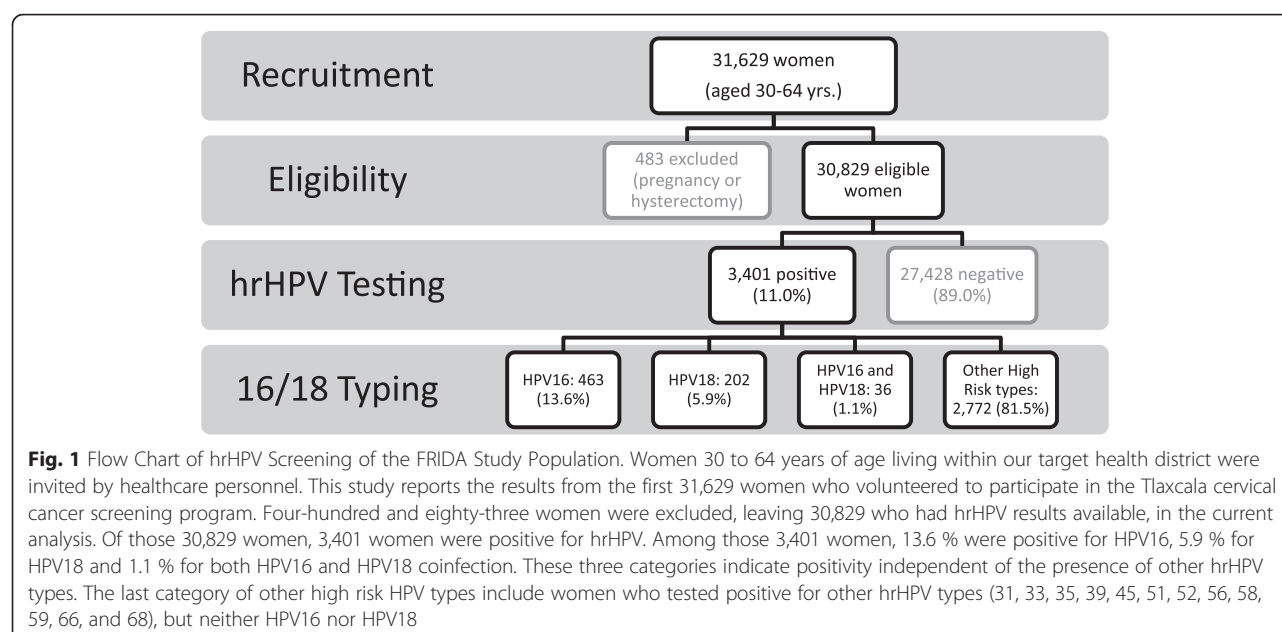 Recruitment
31,629 women
(aged 30-64 yrs.)
Eligibility
483 excluded
(pregnancy or
hysterectomy)
30,829 eligible
women
hrHPV Testing
3,401 positive
(11.0%)
27,428 negative
(89.0%)
16/18 Typing
HPV16: 463
(13.6%)
HPV18: 202
(5.9%)
HPV16 and
HPV18: 36
(1.1%)
Other High
Risk types:
2,772 (81.5%)
Fig. 1 Flow Chart of hrHPV Screening of the FRIDA Study Population. Women 30 to 64 years of age living within our target health district were
invited by healthcare personnel. This study reports the results from the first 31,629 women who volunteered to participate in the Tlaxcala cervical
cancer screening program. Four-hundred and eighty-three women were excluded, leaving 30,829 who had hrHPV results available, in the current
analysis. Of those 30,829 women, 3,401 women were positive for hrHPV. Among those 3,401 women, 13.6 % were positive for HPV16, 5.9 % for
HPV18 and 1.1 % for both HPV16 and HPV18 coinfection. These three categories indicate positivity independent of the presence of other hrHPV
types. The last category of other high risk HPV types include women who tested positive for other hrHPV types (31, 33, 35, 39, 45, 51, 52, 56, 58,
59, 66, and 68), but neither HPV16 nor HPV18